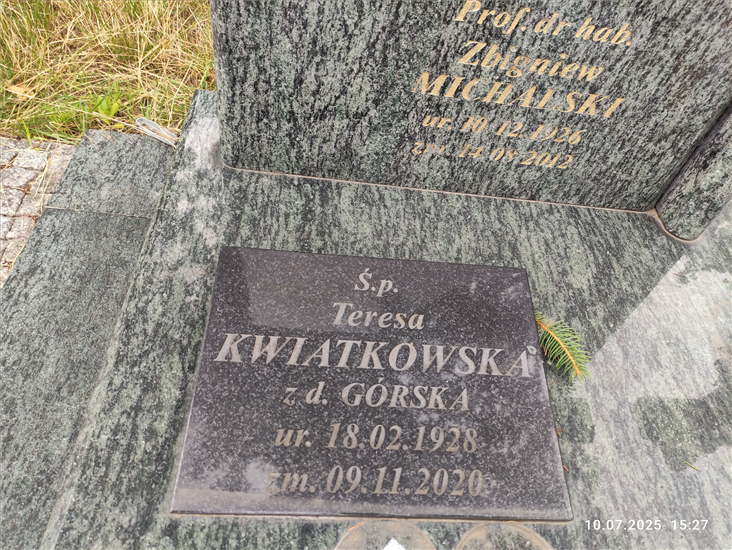 Prof. dr hab.
Zbigniew
MICHALSKI
ur. 10.12.1926
zm. 14.08.2012
Ś.p.
Teresa
KWIATKOWSKA
z d. GÓRSKA
ur. 18.02.1928
zm. 09.11.2020
10.07.2025 15:27